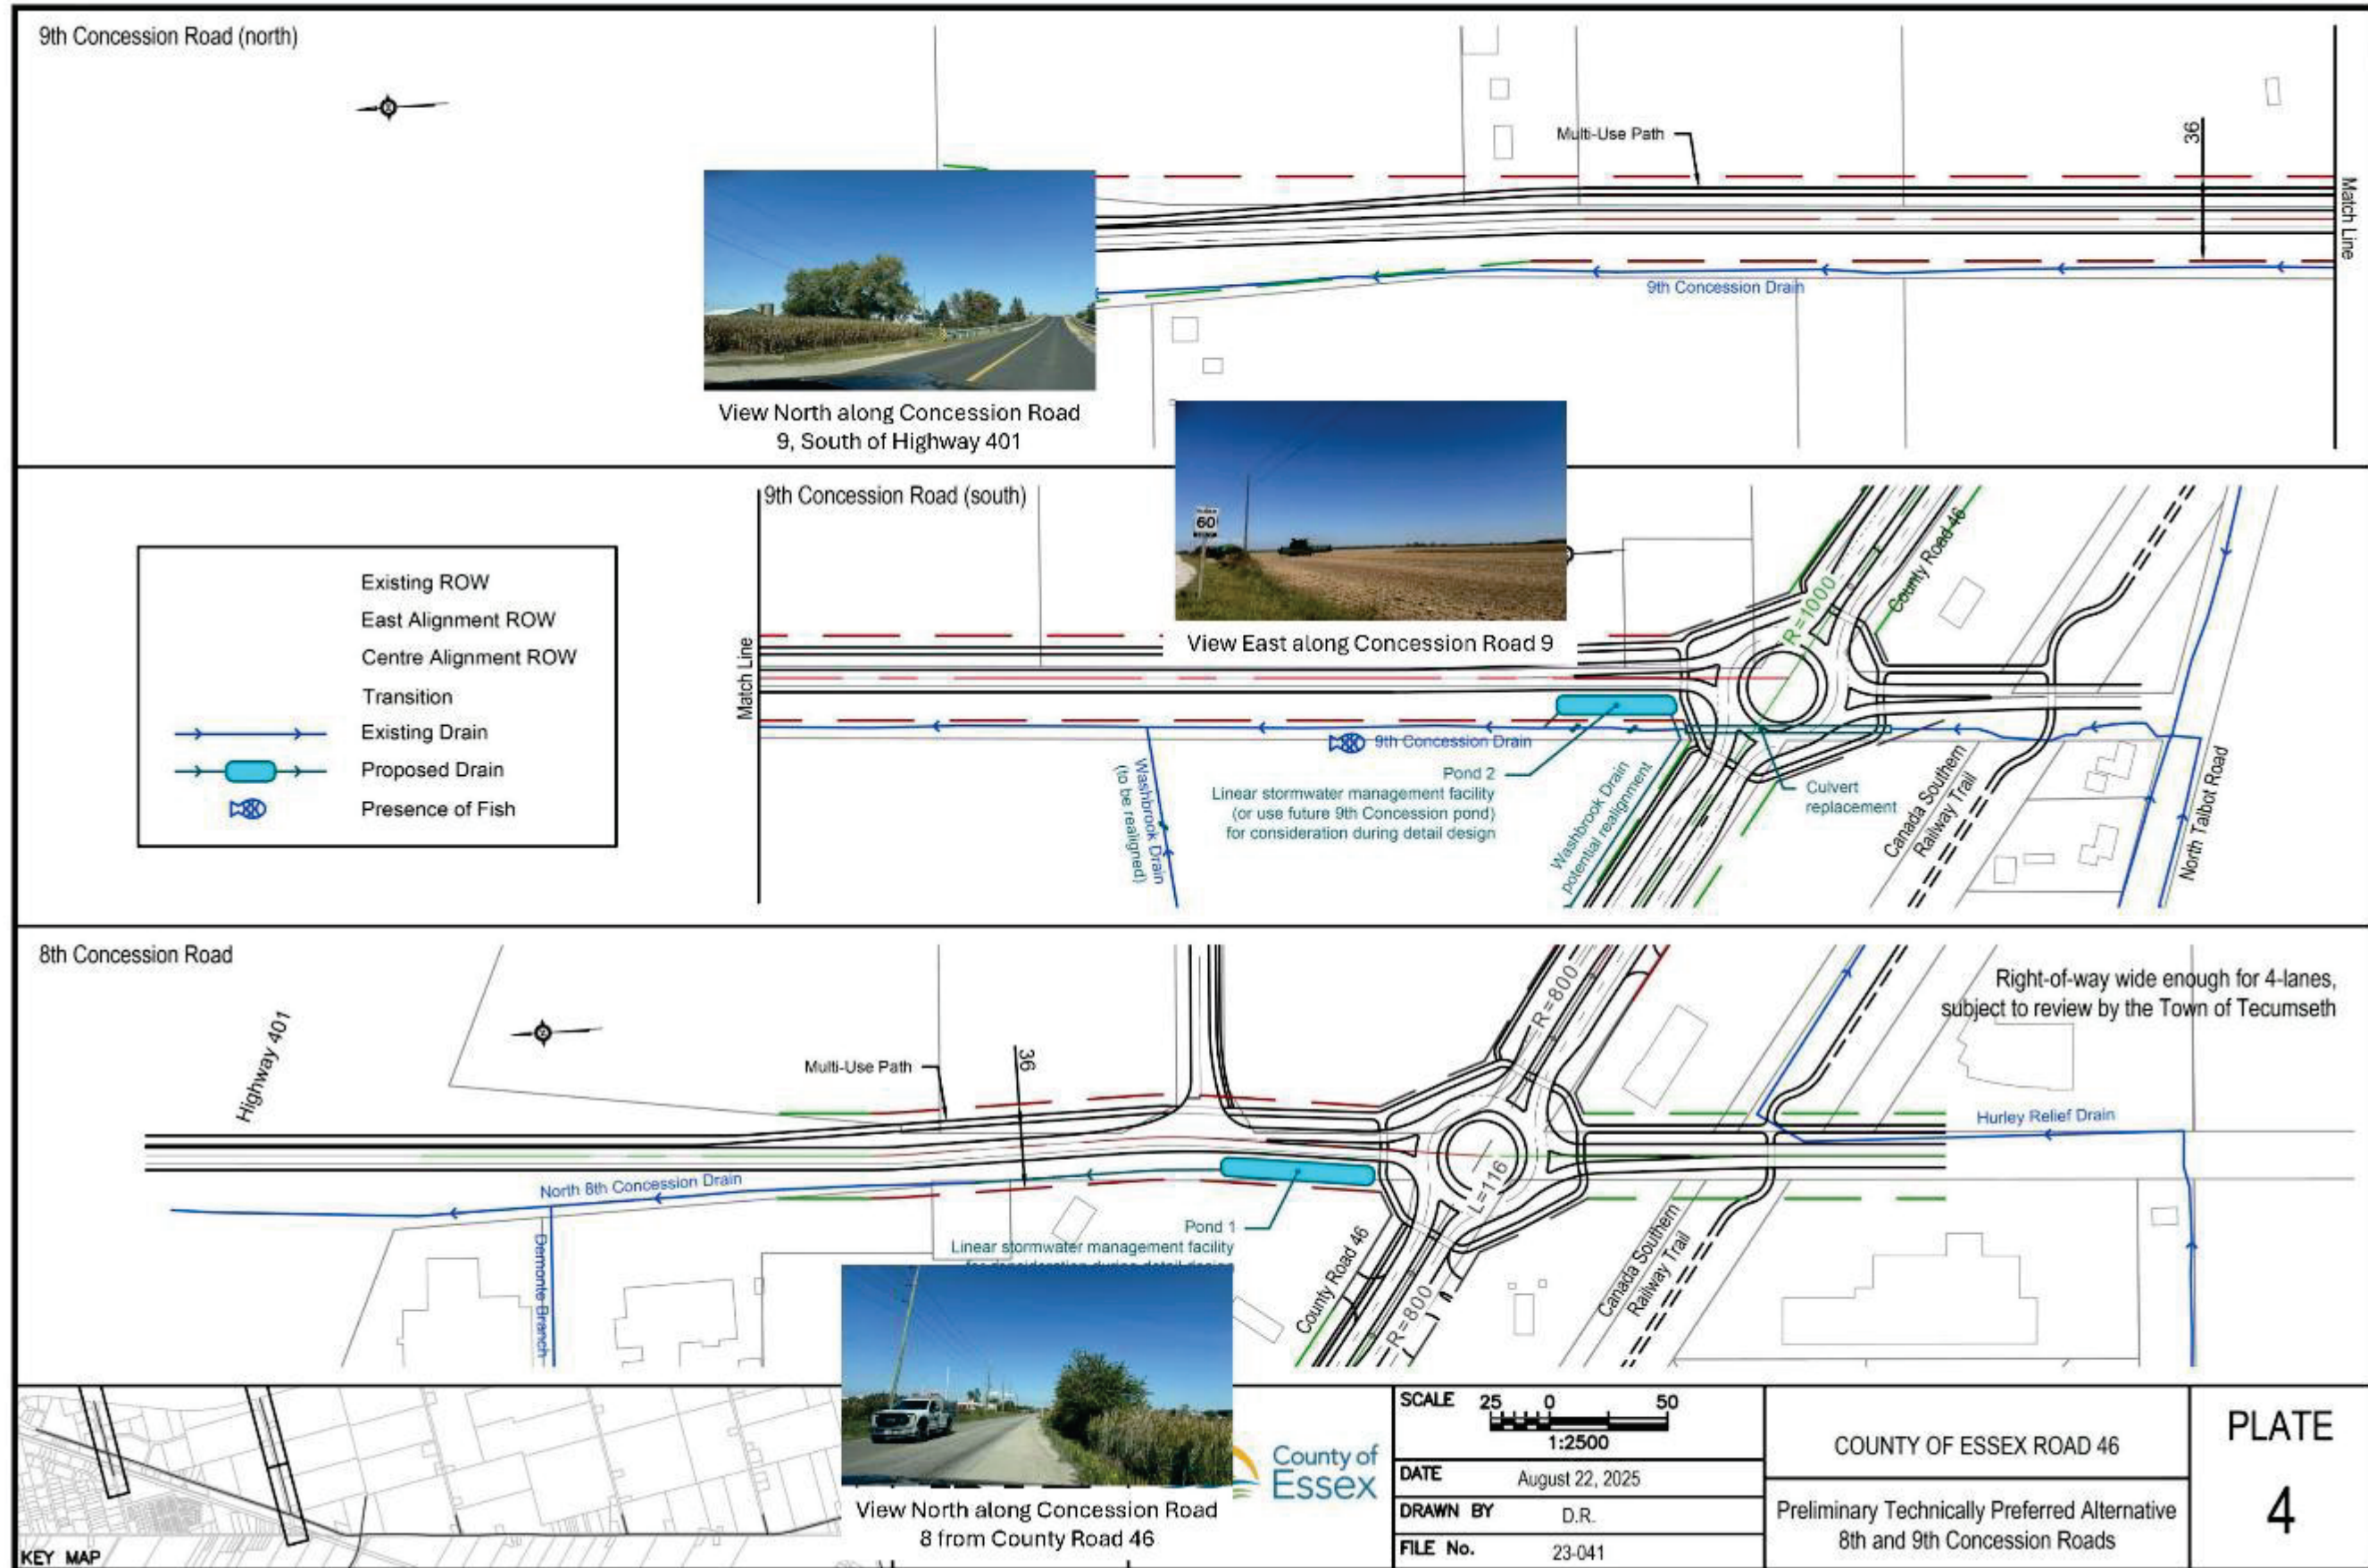 9th Concession Road (north)
Multi-Use Path
36
Match Line
9th Concession Drain
View North along Concession Road
9, South of Highway 401
9th Concession Road (south)
Existing ROW
East Alignment ROW
Centre Alignment ROW
Transition
Existing Drain
Proposed Drain
Presence of Fish
Match Line
60
View East along Concession Road 9
R=1000
County Road 46
9th Concession Drain
Washbrook Drain
(to be realigned)
Pond 2
Linear stormwater management facility
(or use future 9th Concession pond)
for consideration during detail design
Washbrook Drain
potential realignment
Culvert
replacement
Canada Southern
Railway Trail
North Talbot Road
8th Concession Road
Highway 401
Multi-Use Path
36
R=800
Right-of-way wide enough for 4-lanes,
subject to review by the Town of Tecumseth
Hurley Relief Drain
North 8th Concession Drain
Demonte Branch
Pond 1
Linear stormwater management facility
for consideration during detail design
L=116
County Road 46
R=800
Canada Southern
Railway Trail
View North along Concession Road
8 from County Road 46
KEY MAP
County of
Essex
SCALE 25 0 50
1:2500
DATE August 22, 2025
DRAWN BY D.R.
FILE No. 23-041
COUNTY OF ESSEX ROAD 46
Preliminary Technically Preferred Alternative
8th and 9th Concession Roads
PLATE
4